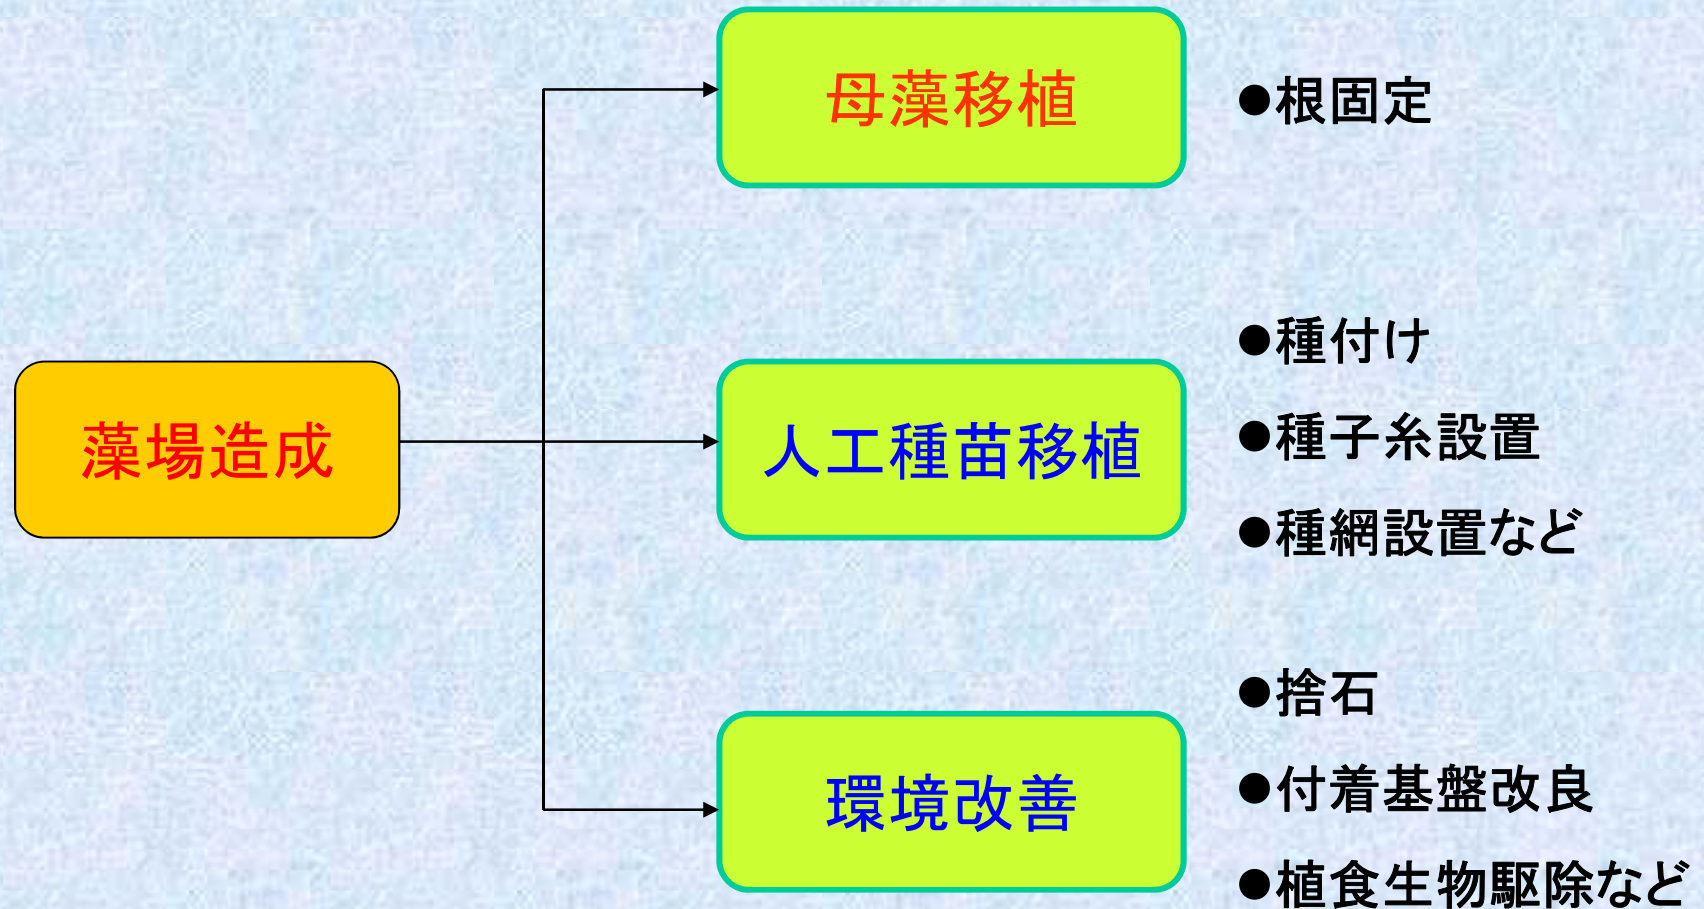 藻場造成
母藻移植
●根固定
人工種苗移植
●種付け
●種子糸設置
●種網設置など
環境改善
●捨石
●付着基盤改良
●植食生物駆除など